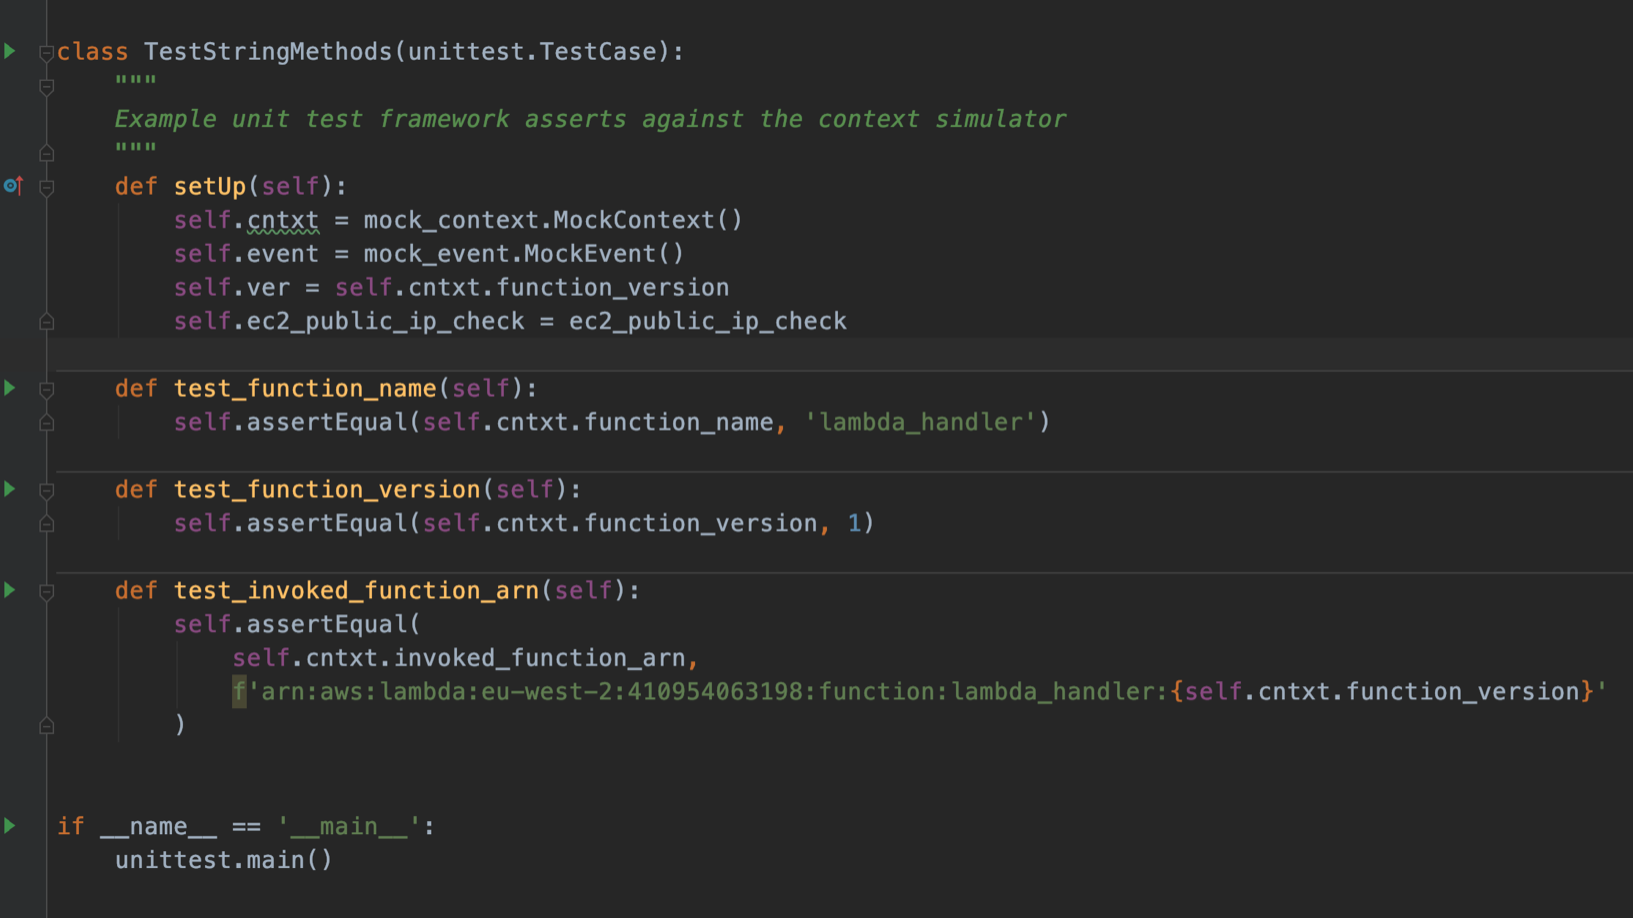 class TestStringMethods(unittest.TestCase):
    """
    Example unit test framework asserts against the context simulator
    """
    def setUp(self):
        self.cntxt = mock_context.MockContext()
        self.event = mock_event.MockEvent()
        self.ver = self.cntxt.function_version
        self.ec2_public_ip_check = ec2_public_ip_check
    def test_function_name(self):
        self.assertEqual(self.cntxt.function_name, 'lambda_handler')
    def test_function_version(self):
        self.assertEqual(self.cntxt.function_version, 1)
    def test_invoked_function_arn(self):
        self.assertEqual(
            self.cntxt.invoked_function_arn,
            f'arn:aws:lambda:eu-west-2:410954063198:function:lambda_handler:{self.cntxt.function_version}'
        )
if __name__ == '__main__':
    unittest.main()